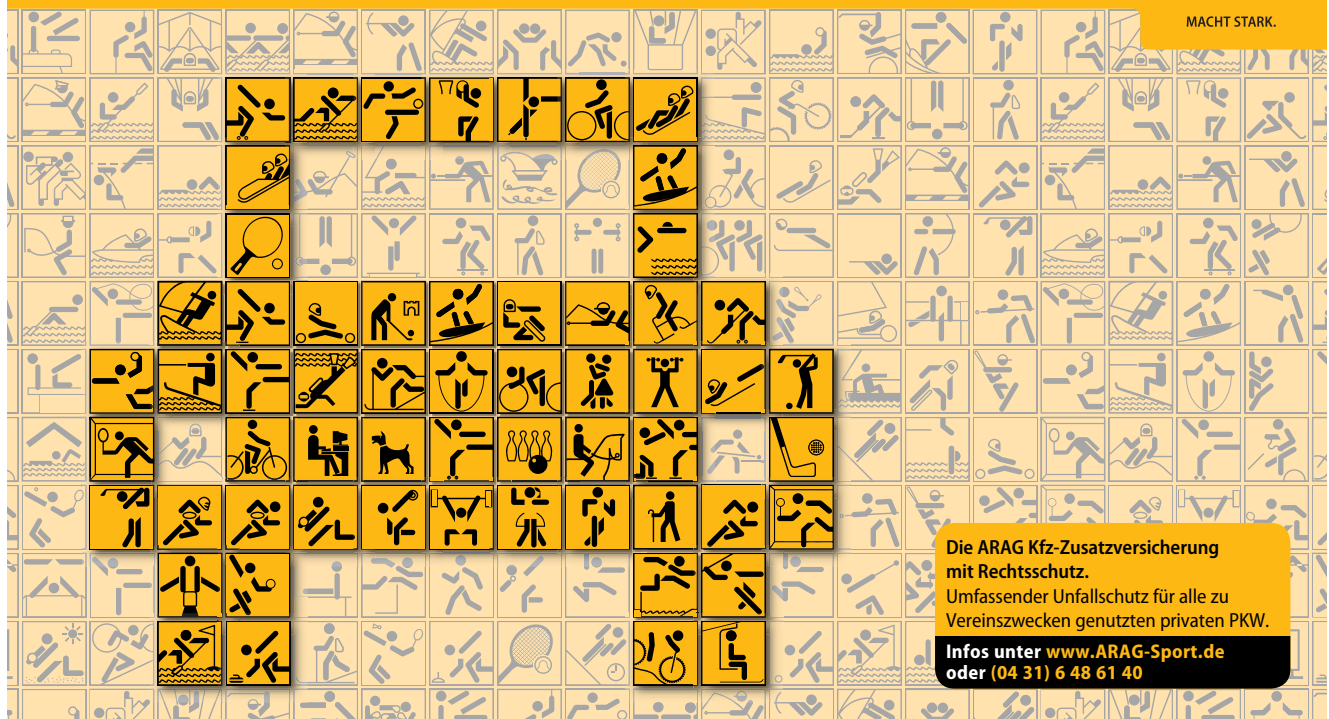 MACHT STARK.
Die ARAG Kfz-Zusatzversicherung
mit Rechtsschutz.
Umfassender Unfallschutz für alle zu
Vereinszwecken genutzten privaten PKW.
Infos unter www.ARAG-Sport.de
oder (04 31) 6 48 61 40